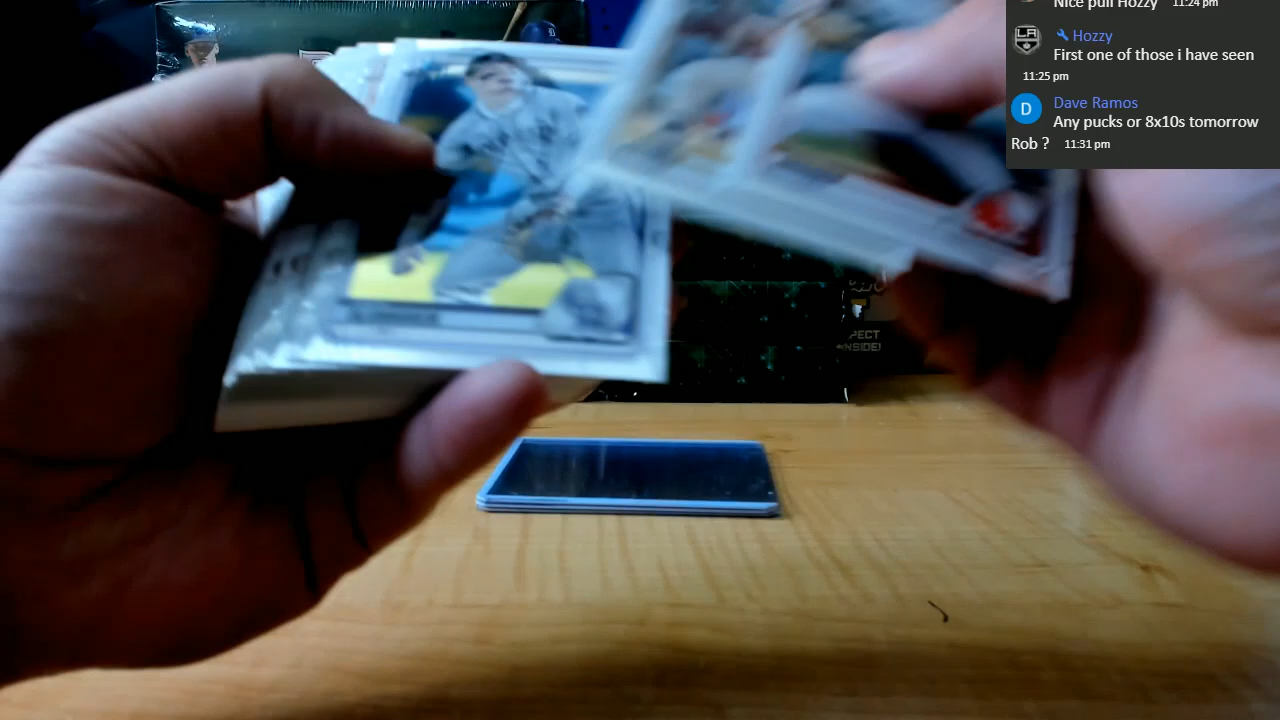 Nice pull Hozzy 11:24 pm
Hozzy
First one of those i have seen
11:25 pm
D Dave Ramos
Any pucks or 8x10s tomorrow
Rob ? 11:31 pm
LA
PECT
INSIDE!